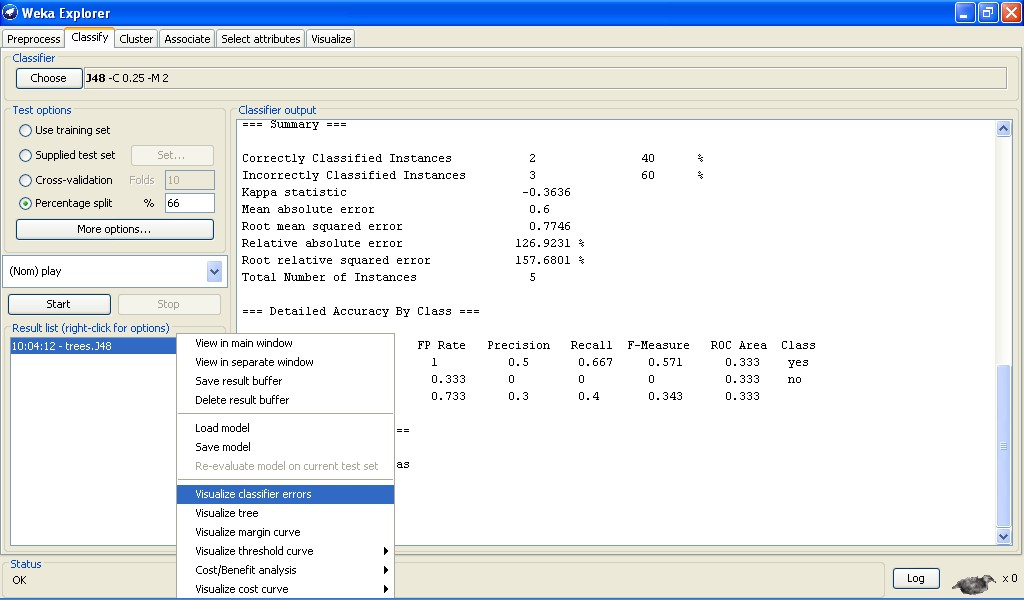 Weka Explorer
Preprocess Classify Cluster Associate Select attributes Visualize
Classifier
Choose J48 -C 0.25 -M 2
Test options
Use training set
Supplied test set Set...
Cross-validation Folds 10
Percentage split % 66
More options...
(Nom) play
Start Stop
Result list (right-click for options)
10:04:12 - trees.J48
Classifier output
=== Summary ===
Correctly Classified Instances 2 40 %
Incorrectly Classified Instances 3 60 %
Kappa statistic -0.3636
Mean absolute error 0.6
Root mean squared error 0.7746
Relative absolute error 126.9231 %
Root relative squared error 157.6801 %
Total Number of Instances 5
=== Detailed Accuracy By Class ===
FP Rate Precision Recall F-Measure ROC Area Class
1 0.5 0.667 0.571 0.333 yes
0.333 0 0 0 0.333 no
0.733 0.3 0.4 0.343 0.333
==
as
View in main window
View in separate window
Save result buffer
Delete result buffer
Load model
Save model
Re-evaluate model on current test set
Visualize classifier errors
Visualize tree
Visualize margin curve
Visualize threshold curve
Cost/Benefit analysis
Visualize cost curve
Status
OK
Log x 0